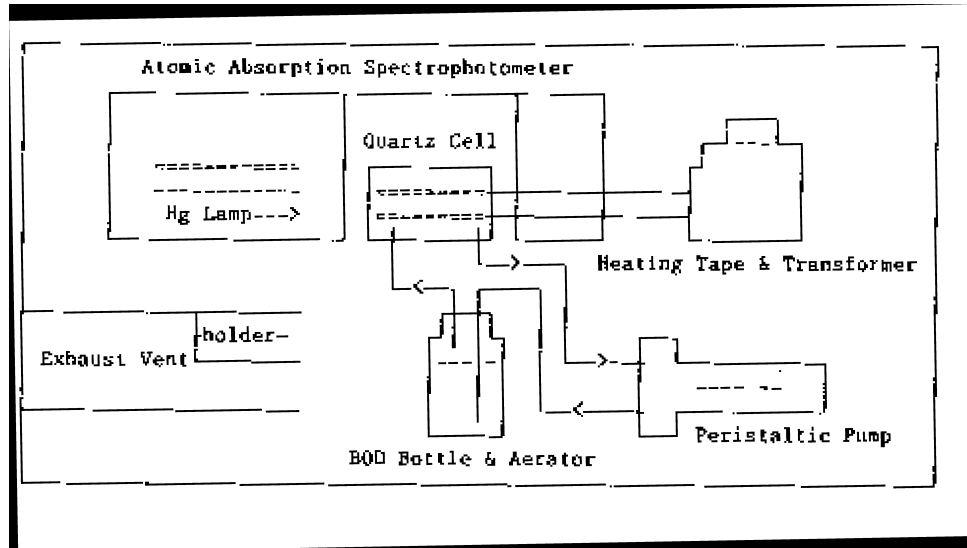 Atomic Absorption Spectrophotometer
Quartz Cell
Hg Lamp--->
Heating Tape & Transformer
holder
Exhaust Vent
Peristaltic Pump
BOD Bottle & Aerator